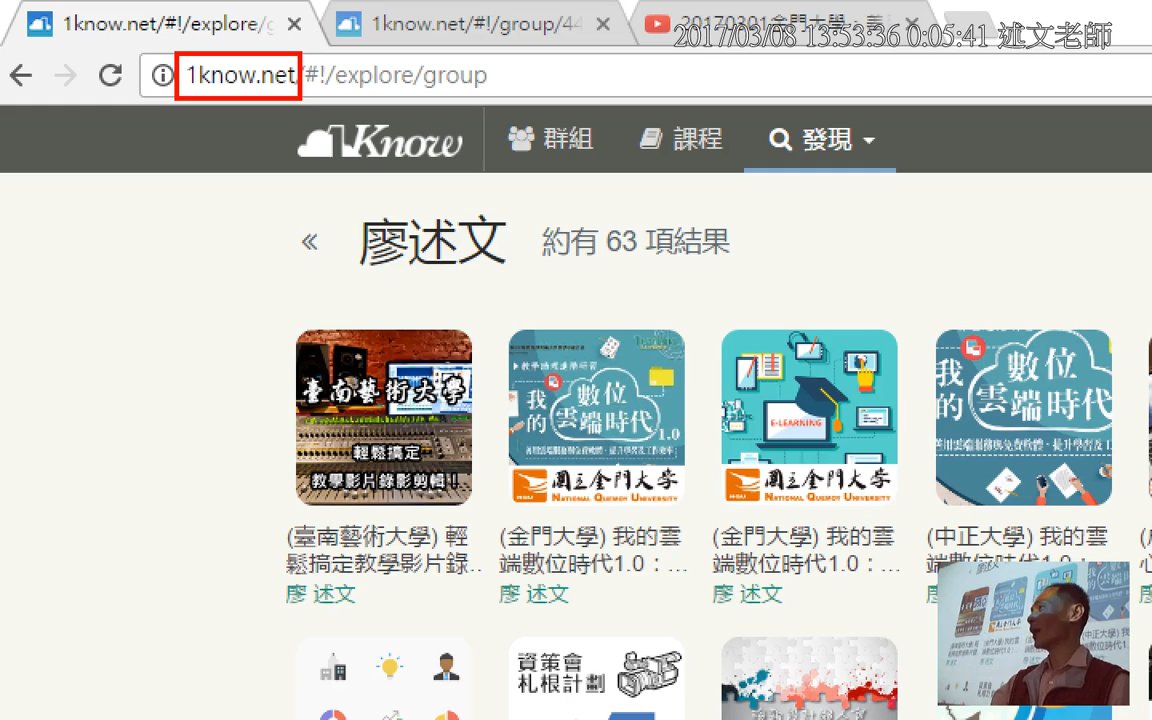 1know.net/#!/explore/g
1know.net/#!/group/44
20170301金門大學
2017/03/08 13:53:36 0:05:41 述文老師
1know.net/#!/explore/group
1Know
群組
課程
發現
«
廖述文
約有 63 項結果
臺南藝術大學
輕鬆搞定
教學影片錄影剪輯！
我的
數位
雲端時代
1.0
國立金門大學
NATIONAL QUEMOY UNIVERSITY
E-LEARNING
國立金門大學
NATIONAL QUEMOY UNIVERSITY
我的
數位
雲端時代
(臺南藝術大學) 輕
鬆搞定教學影片錄...
廖 述文
(金門大學) 我的雲
端數位時代1.0：...
廖 述文
(金門大學) 我的雲
端數位時代1.0：...
廖 述文
(中正大學) 我的雲
端數位時代1.0：...
資策會
札根計劃